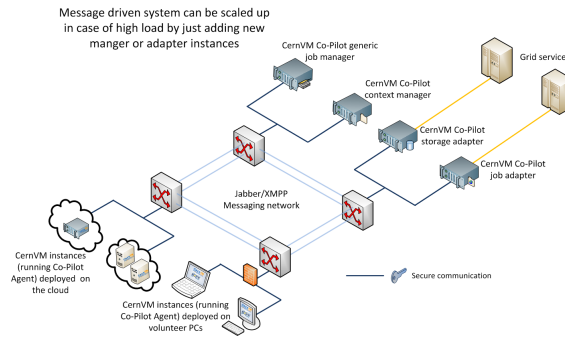 Message driven system can be scaled up
in case of high load by just adding new
manger or adapter instances
CernVM Co-Pilot generic
job manager
Grid service
CernVM Co-Pilot
context manager
CernVM Co-Pilot
storage adapter
CernVM Co-Pilot
job adapter
Jabber/XMPP
Messaging network
CernVM instances
(running Co-Pilot
Agent) deployed on
the cloud
CernVM instances (running
Co-Pilot Agent) deployed on
volunteer PCs
Secure communication